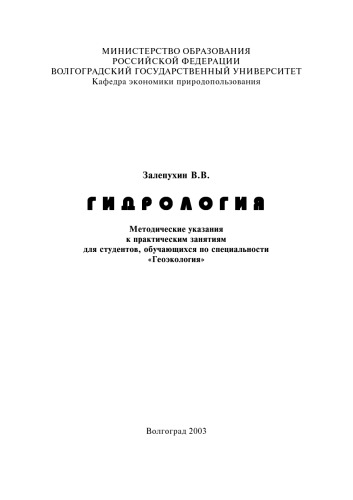 МИНИСТЕРСТВО ОБРАЗОВАНИЯ
РОССИЙСКОЙ ФЕДЕРАЦИИ
ВОЛГОГРАДСКИЙ ГОСУДАРСТВЕННЫЙ УНИВЕРСИТЕТ
Кафедра экономики природопользования
Залепухин В.В.
ГИДРОЛОГИЯ
Методические указания
к практическим занятиям
для студентов, обучающихся по специальности
«Геоэкология»
Волгоград 2003